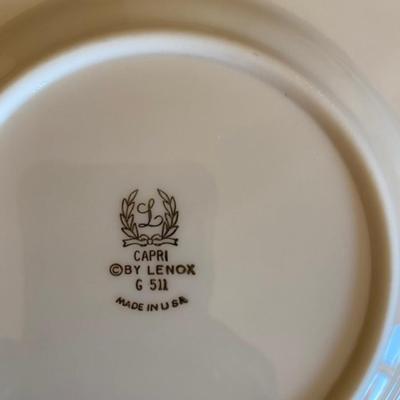 L
CAPRI
©BY LENOX
G 511
MADE IN USA